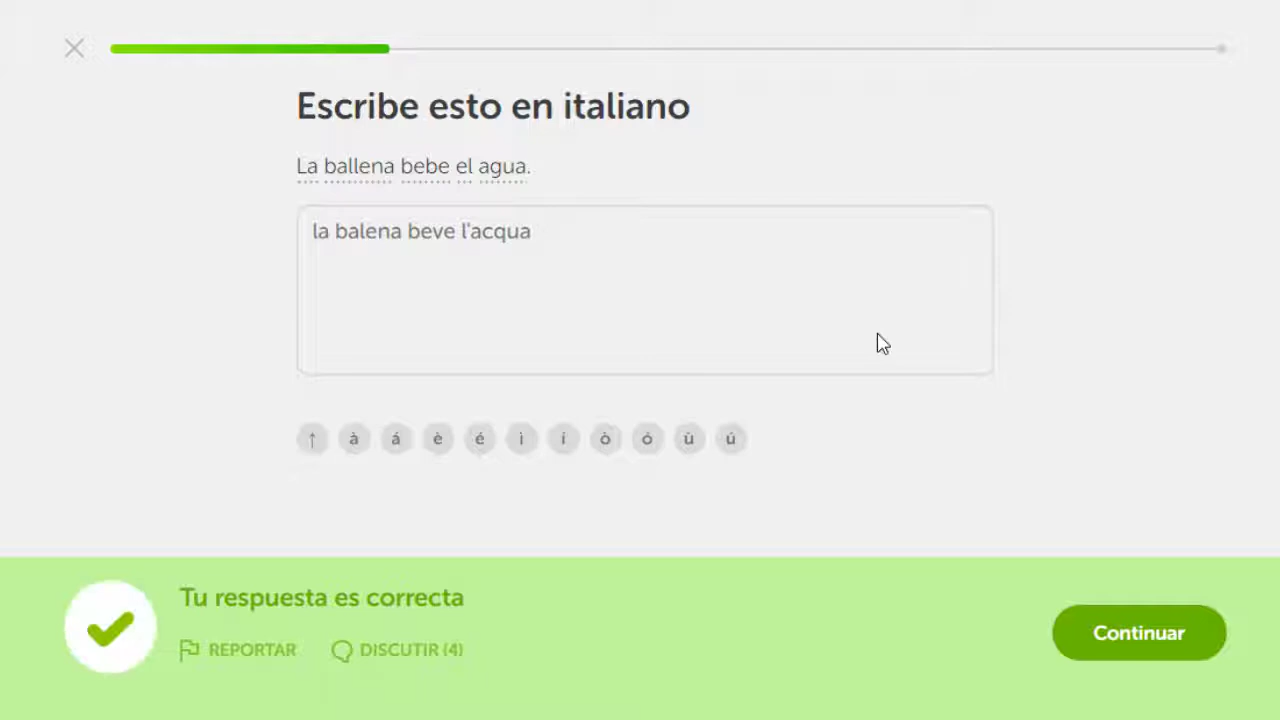 Escribe esto en italiano
La ballena bebe el agua.
la balena beve l'acqua
↑ à á è é ì í ò ó ù ú
Tu respuesta es correcta
REPORTAR DISCUTIR (4)
Continuar